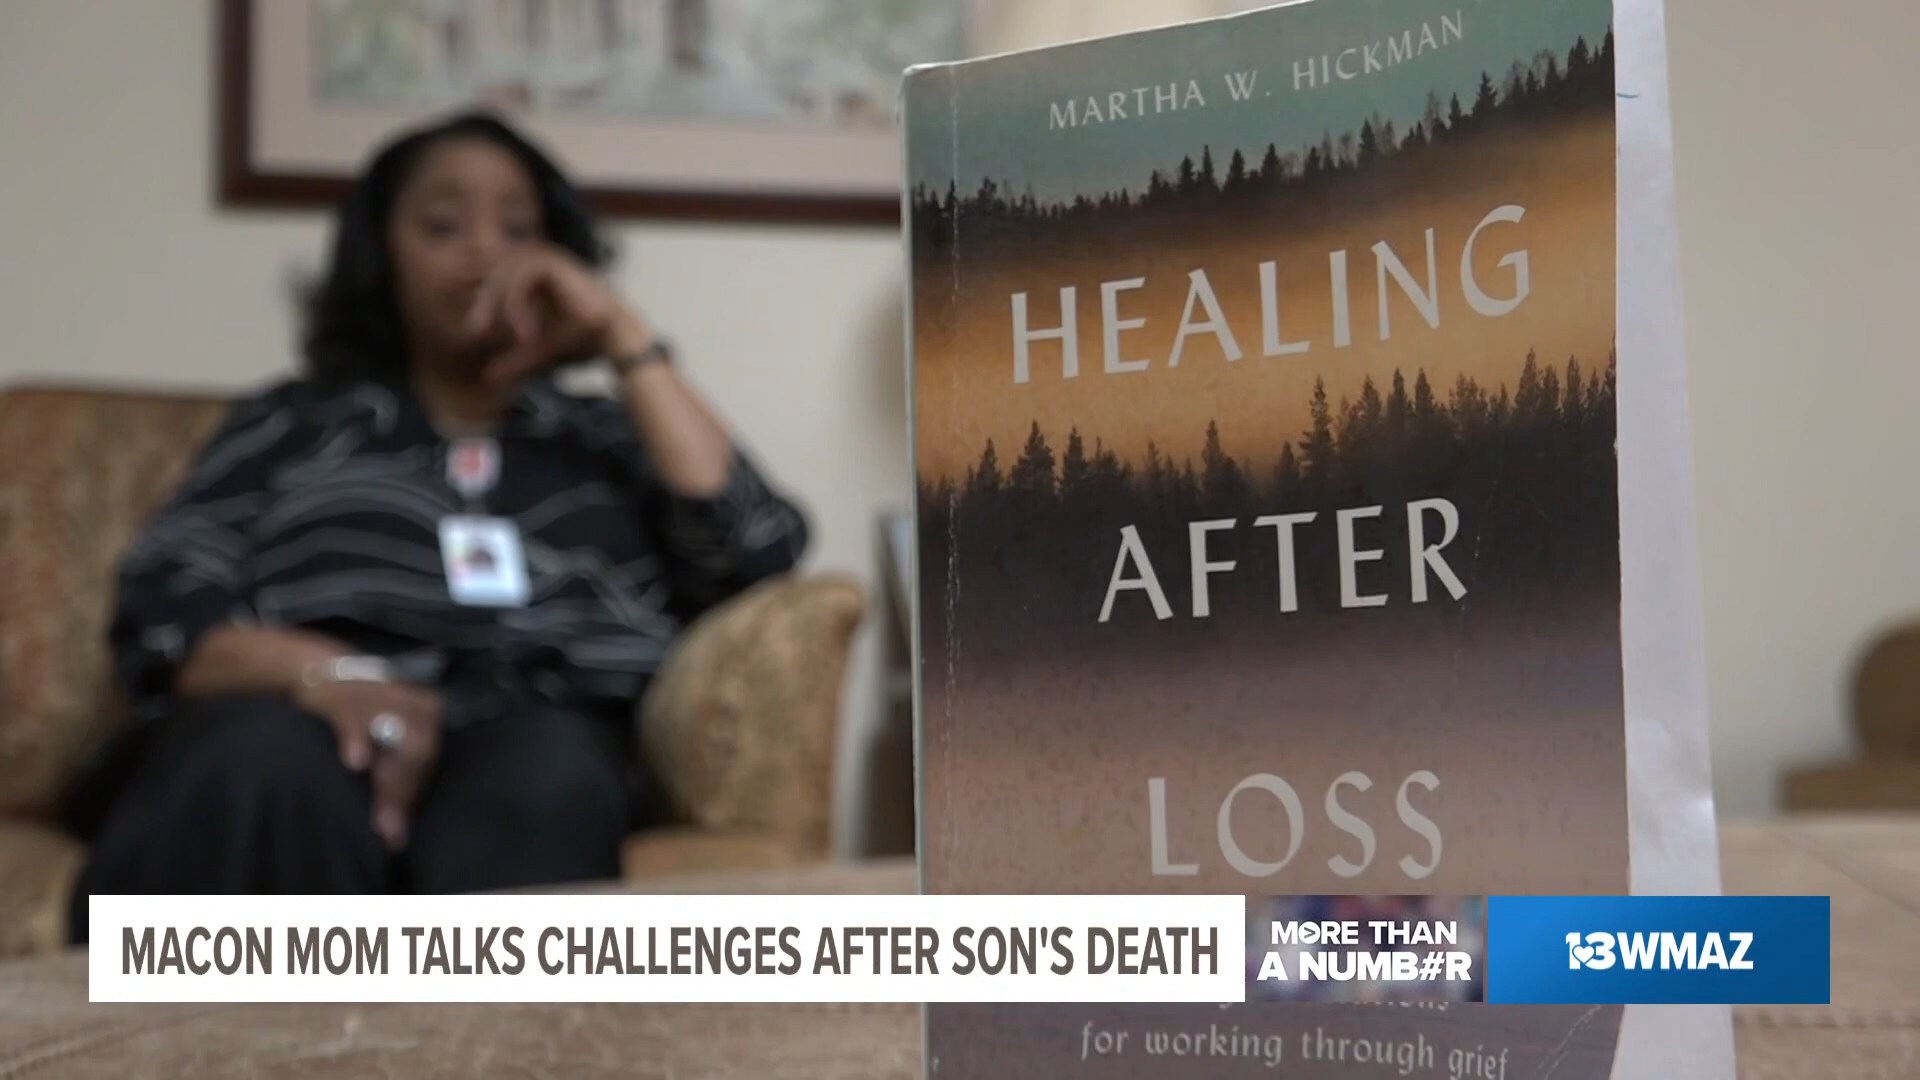 MARTHA W. HICKMAN
HEALING
AFTER
LOSS
MACON MOM TALKS CHALLENGES AFTER SON'S DEATH
MORE THAN
A NUMB#R
13WMAZ
for working through grief